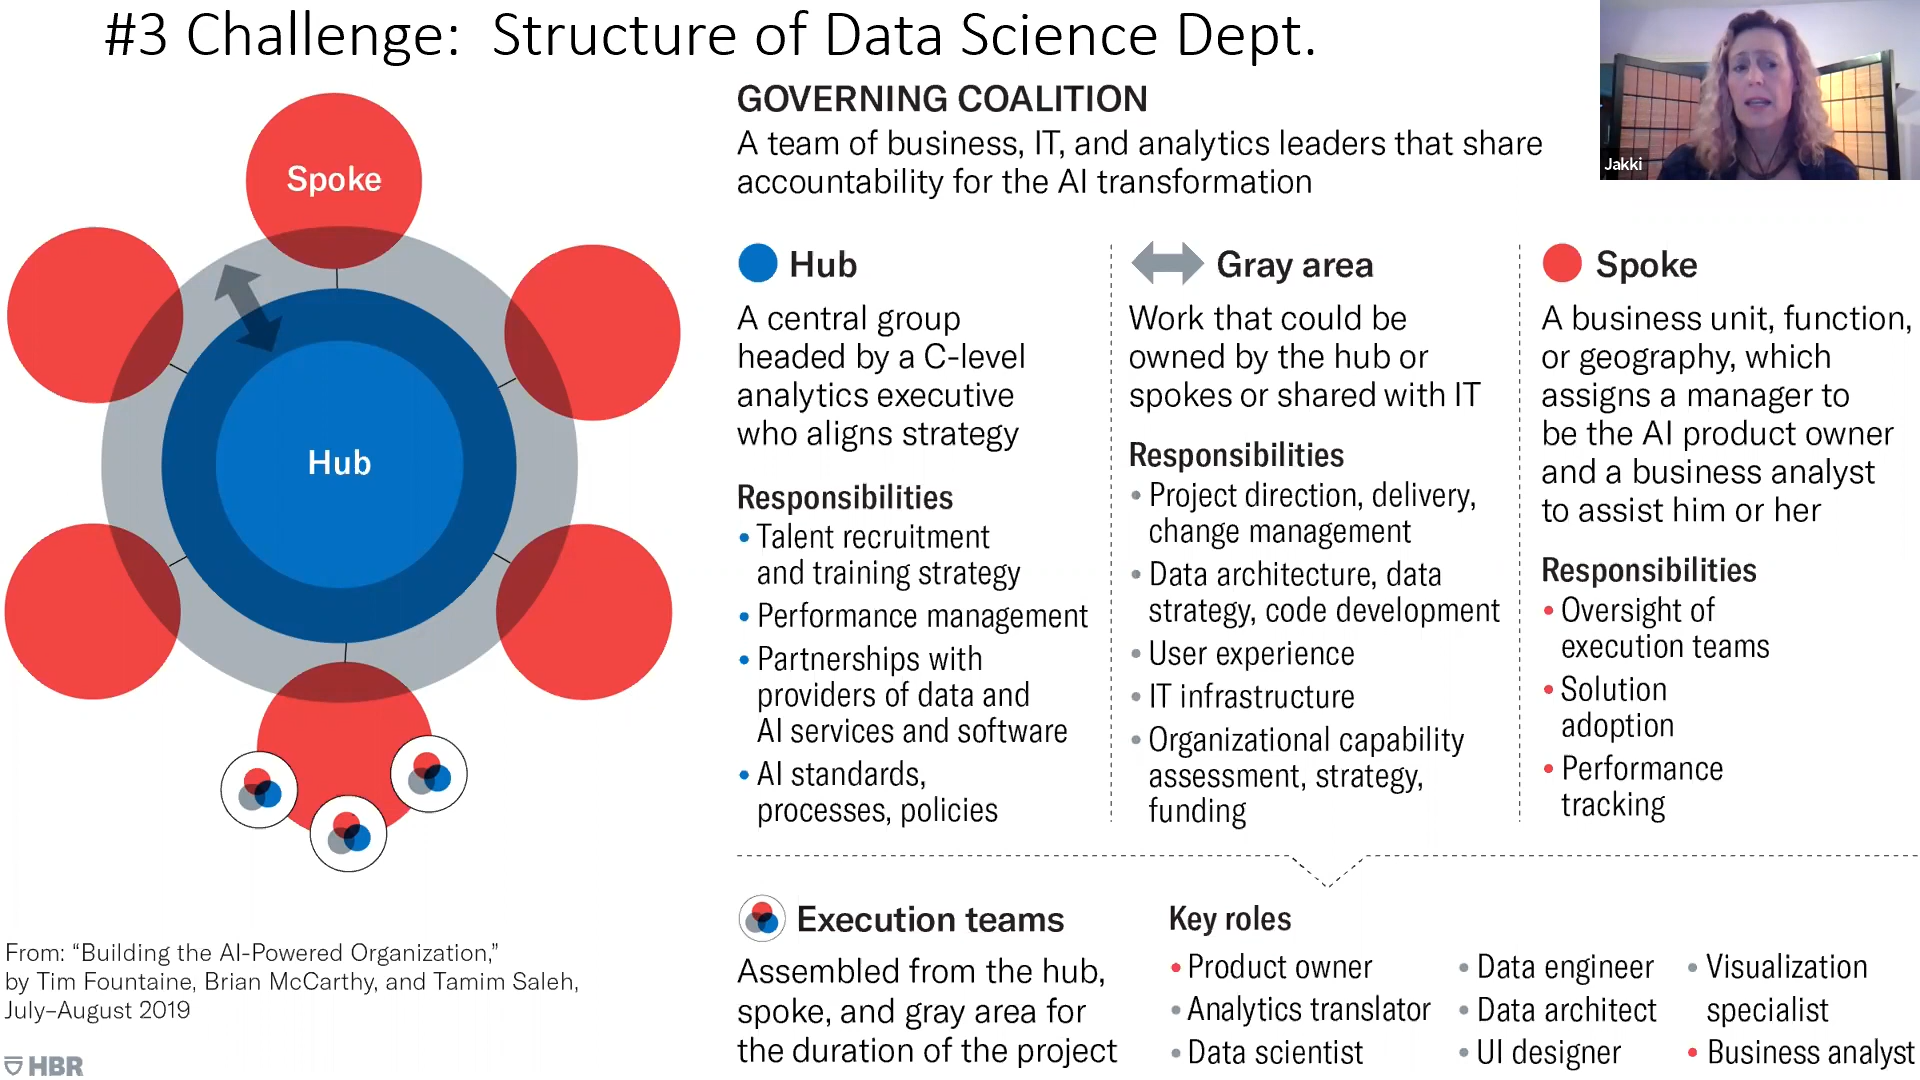 #3 Challenge: Structure of Data Science Dept.
Jakki
Spoke
Hub
GOVERNING COALITION
A team of business, IT, and analytics leaders that share
accountability for the AI transformation
Hub
A central group
headed by a C-level
analytics executive
who aligns strategy
Responsibilities
• Talent recruitment
and training strategy
• Performance management
• Partnerships with
providers of data and
AI services and software
• AI standards,
processes, policies
Gray area
Work that could be
owned by the hub or
spokes or shared with IT
Responsibilities
• Project direction, delivery,
change management
• Data architecture, data
strategy, code development
• User experience
• IT infrastructure
• Organizational capability
assessment, strategy,
funding
Spoke
A business unit, function,
or geography, which
assigns a manager to
be the AI product owner
and a business analyst
to assist him or her
Responsibilities
• Oversight of
execution teams
• Solution
adoption
• Performance
tracking
Execution teams
Assembled from the hub,
spoke, and gray area for
the duration of the project
Key roles
• Product owner
• Analytics translator
• Data scientist
• Data engineer
• Data architect
• UI designer
• Visualization
specialist
• Business analyst
From: “Building the AI-Powered Organization,”
by Tim Fountaine, Brian McCarthy, and Tamim Saleh,
July–August 2019
HBR